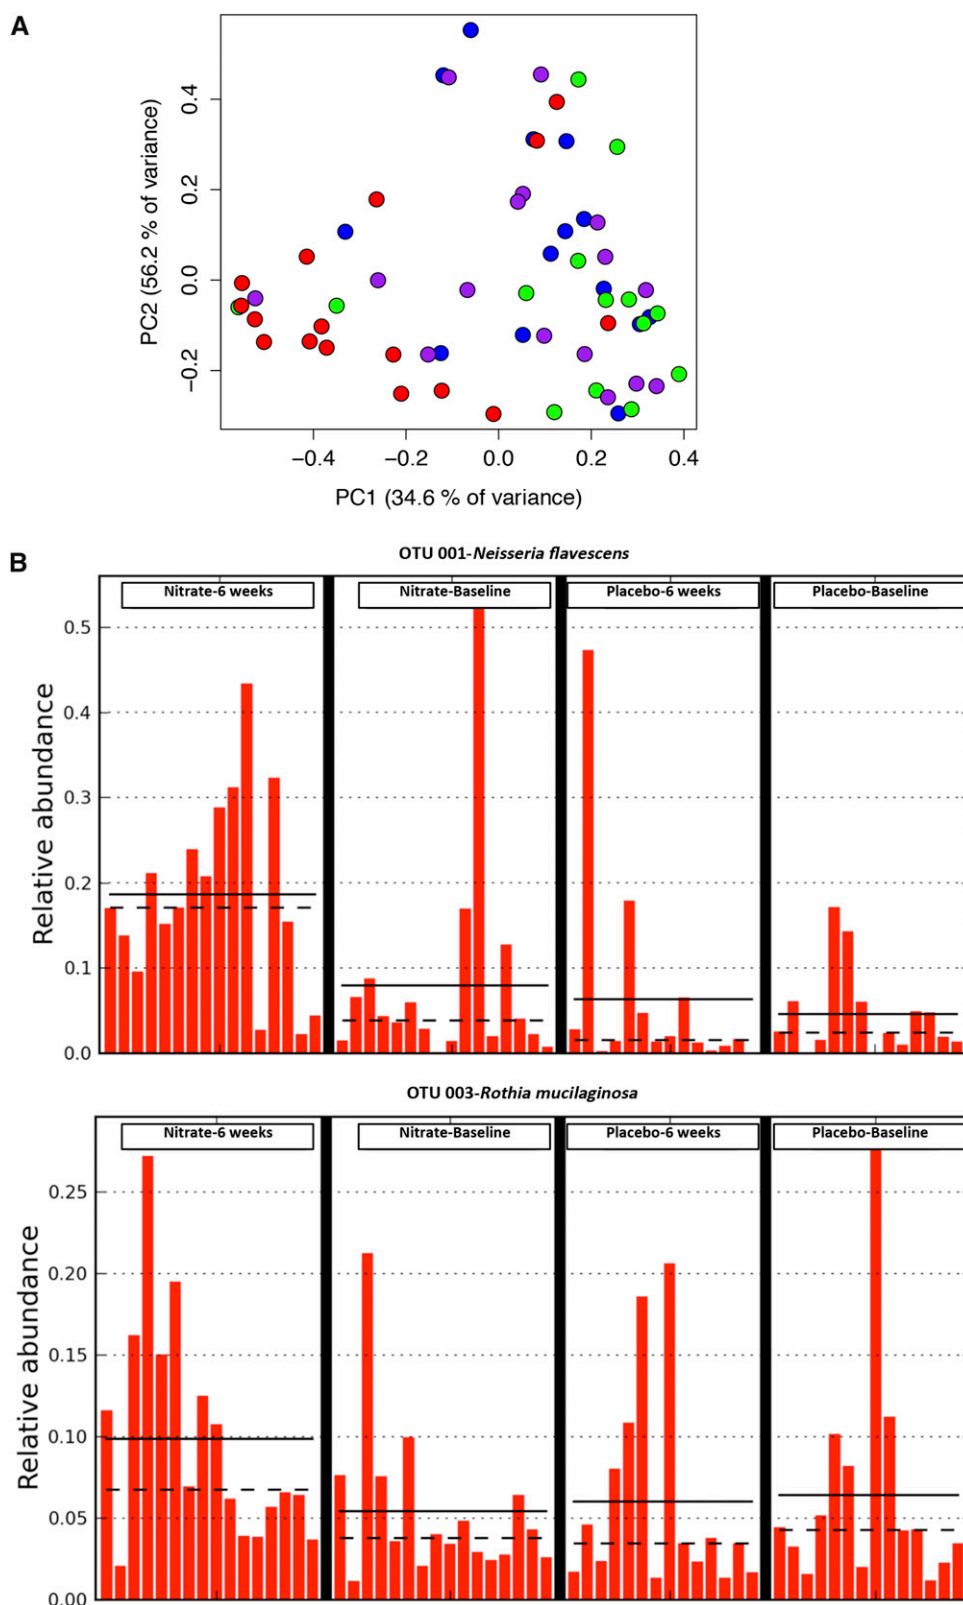 A
PC2 (56.2 % of variance)
0.4
0.2
0.0
−0.2
−0.4 −0.2 0.0 0.2 0.4
PC1 (34.6 % of variance)
B
OTU 001-Neisseria flavescens
Nitrate-6 weeks Nitrate-Baseline Placebo-6 weeks Placebo-Baseline
Relative abundance
0.5
0.4
0.3
0.2
0.1
0.0
OTU 003-Rothia mucilaginosa
Nitrate-6 weeks Nitrate-Baseline Placebo-6 weeks Placebo-Baseline
Relative abundance
0.25
0.20
0.15
0.10
0.05
0.00